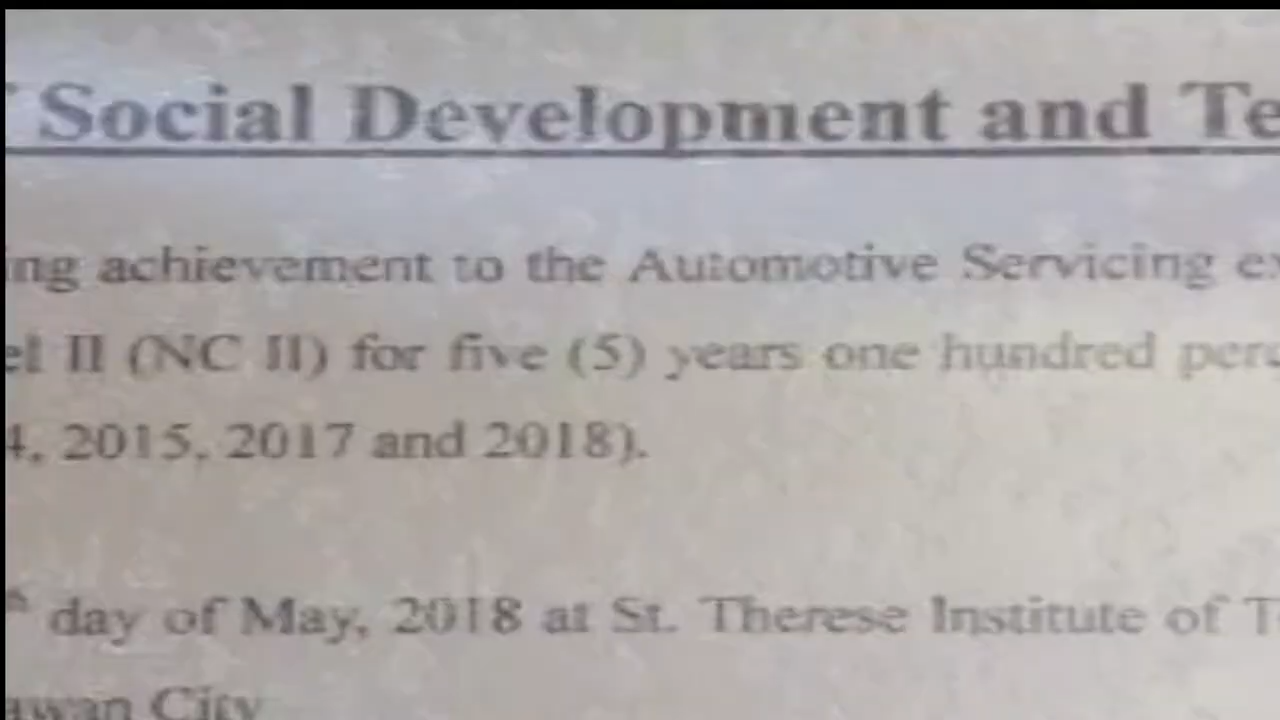 Social Development and Te
ing achievement to the Automotive Servicing ex
el II (NC II) for five (5) years one hundred perc
4, 2015, 2017 and 2018).
day of May, 2018 at St. Therese Institute of T
awan City